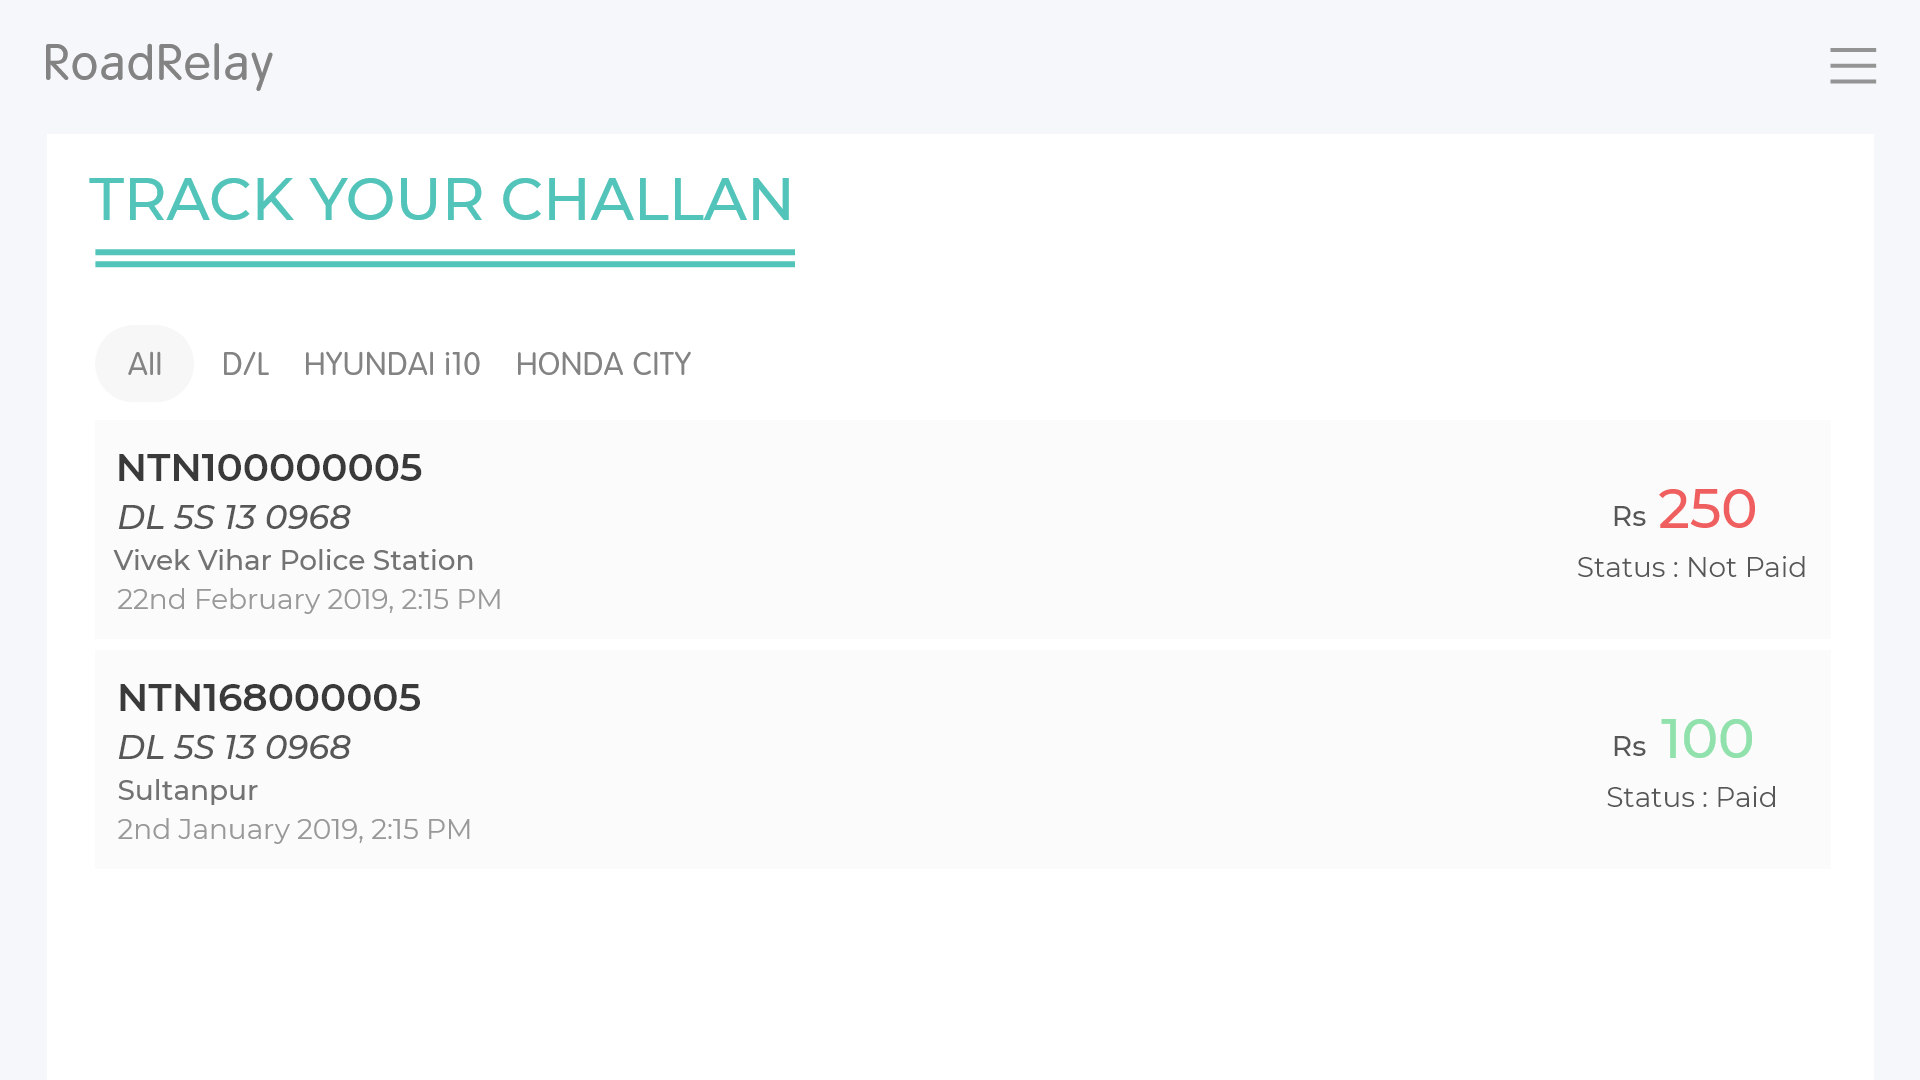 RoadRelay
TRACK YOUR CHALLAN
All D/L HYUNDAI i10 HONDA CITY
NTN100000005
DL 5S 13 0968
Vivek Vihar Police Station
22nd February 2019, 2:15 PM
Rs 250
Status : Not Paid
NTN168000005
DL 5S 13 0968
Sultanpur
2nd January 2019, 2:15 PM
Rs 100
Status : Paid